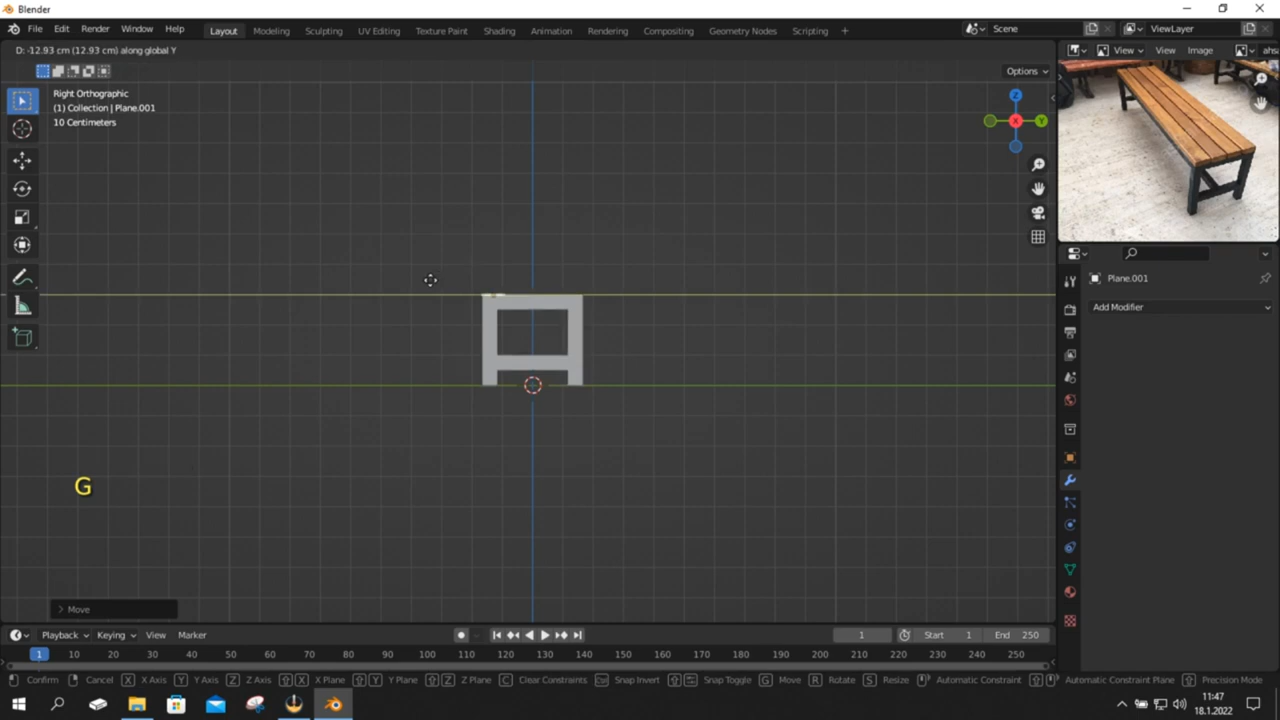 Blender
File Edit Render Window Help
Layout Modeling Sculpting UV Editing Texture Paint Shading Animation Rendering Compositing Geometry Nodes Scripting +
Scene
ViewLayer
D: -12.93 cm (12.93 cm) along global Y
View View Image
Options
Right Orthographic
(1) Collection | Plane.001
10 Centimeters
Z
X
Y
Plane.001
Add Modifier
G
Move
Playback Keying View Marker
1
Start 1
End 250
1 10 20 30 40 50 60 70 80 90 100 110 120 130 140 150 160 170 180 190 200 210 220 230 240 250
Confirm Cancel X X Axis Y Y Axis Z Z Axis X X Plane Y Y Plane Z Z Plane C Clear Constraints Snap Invert Snap Toggle G Move R Rotate S Resize Automatic Constraint Automatic Constraint Plane Precision Mode
11:47
18.1.2022